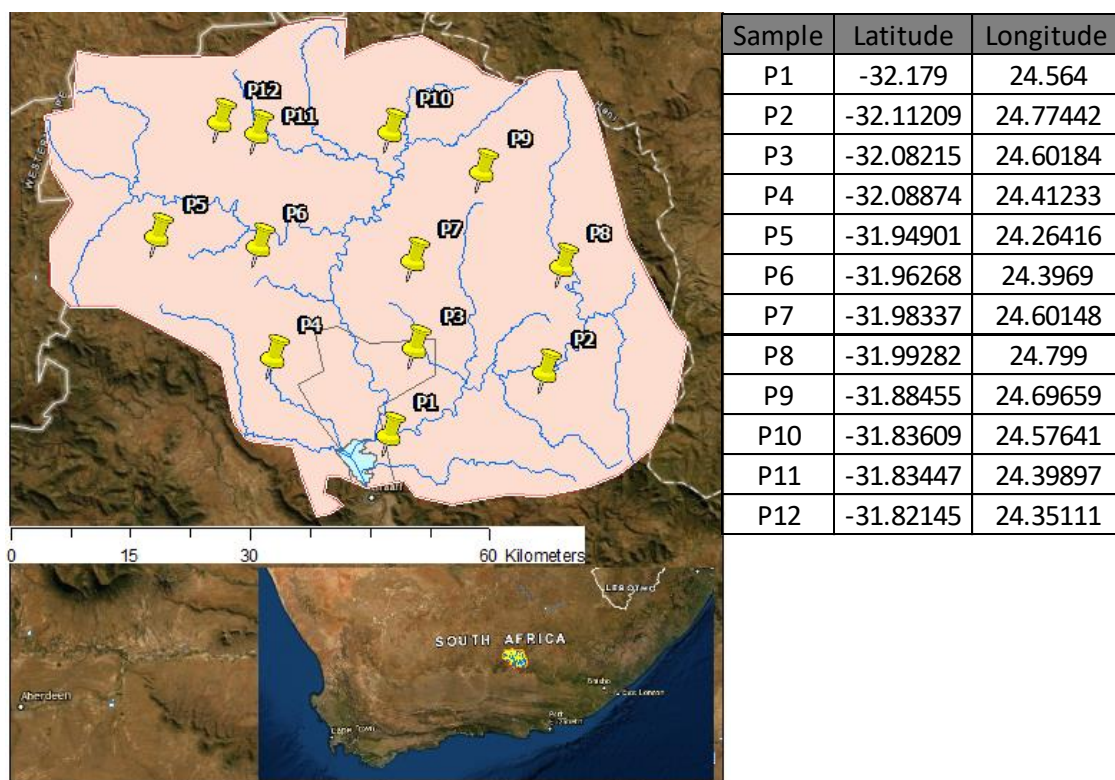 P12
P11
P10
P9
P5
P6
P7
P8
P4
P3
P2
P1
0 15 30 60 Kilometers
SOUTH AFRICA
Aberdeen
East London
Sample Latitude Longitude
P1 -32.179 24.564
P2 -32.11209 24.77442
P3 -32.08215 24.60184
P4 -32.08874 24.41233
P5 -31.94901 24.26416
P6 -31.96268 24.3969
P7 -31.98337 24.60148
P8 -31.99282 24.799
P9 -31.88455 24.69659
P10 -31.83609 24.57641
P11 -31.83447 24.39897
P12 -31.82145 24.35111